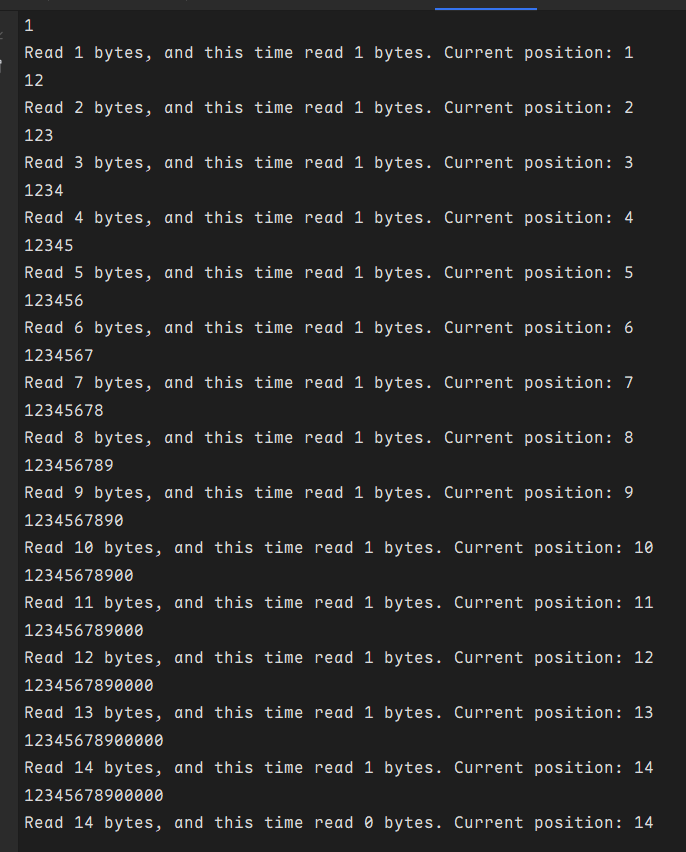 1
Read 1 bytes, and this time read 1 bytes. Current position: 1
12
Read 2 bytes, and this time read 1 bytes. Current position: 2
123
Read 3 bytes, and this time read 1 bytes. Current position: 3
1234
Read 4 bytes, and this time read 1 bytes. Current position: 4
12345
Read 5 bytes, and this time read 1 bytes. Current position: 5
123456
Read 6 bytes, and this time read 1 bytes. Current position: 6
1234567
Read 7 bytes, and this time read 1 bytes. Current position: 7
12345678
Read 8 bytes, and this time read 1 bytes. Current position: 8
123456789
Read 9 bytes, and this time read 1 bytes. Current position: 9
1234567890
Read 10 bytes, and this time read 1 bytes. Current position: 10
12345678900
Read 11 bytes, and this time read 1 bytes. Current position: 11
123456789000
Read 12 bytes, and this time read 1 bytes. Current position: 12
1234567890000
Read 13 bytes, and this time read 1 bytes. Current position: 13
12345678900000
Read 14 bytes, and this time read 1 bytes. Current position: 14
12345678900000
Read 14 bytes, and this time read 0 bytes. Current position: 14